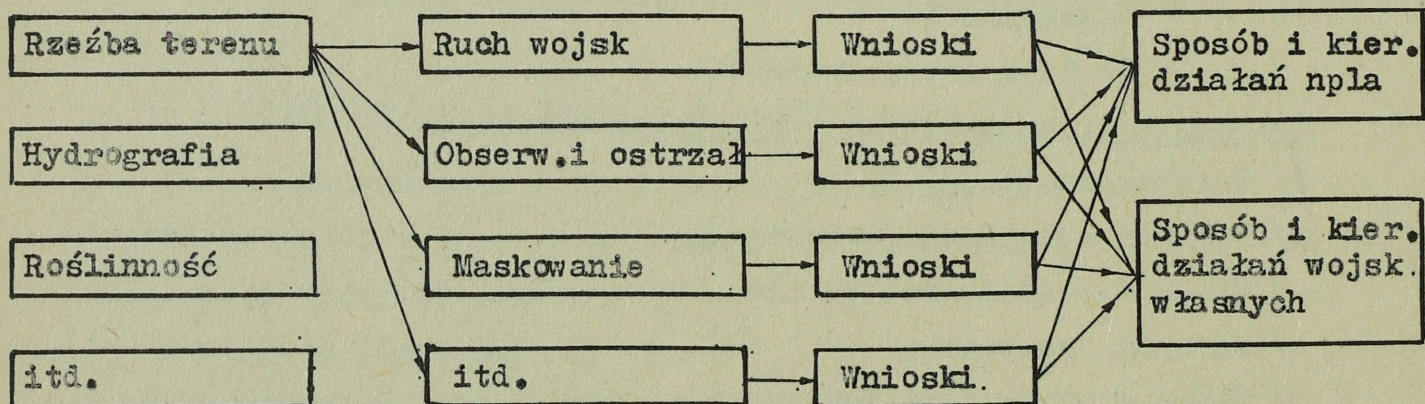 Rzeźba terenu
Ruch wojsk
Wnioski
Sposób i kier.
działań npla
Hydrografia
Obserw.i ostrzał
Wnioski
Roślinność
Maskowanie
Wnioski
Sposób i kier.
działań wojsk.
własnych
itd.
itd.
Wnioski.